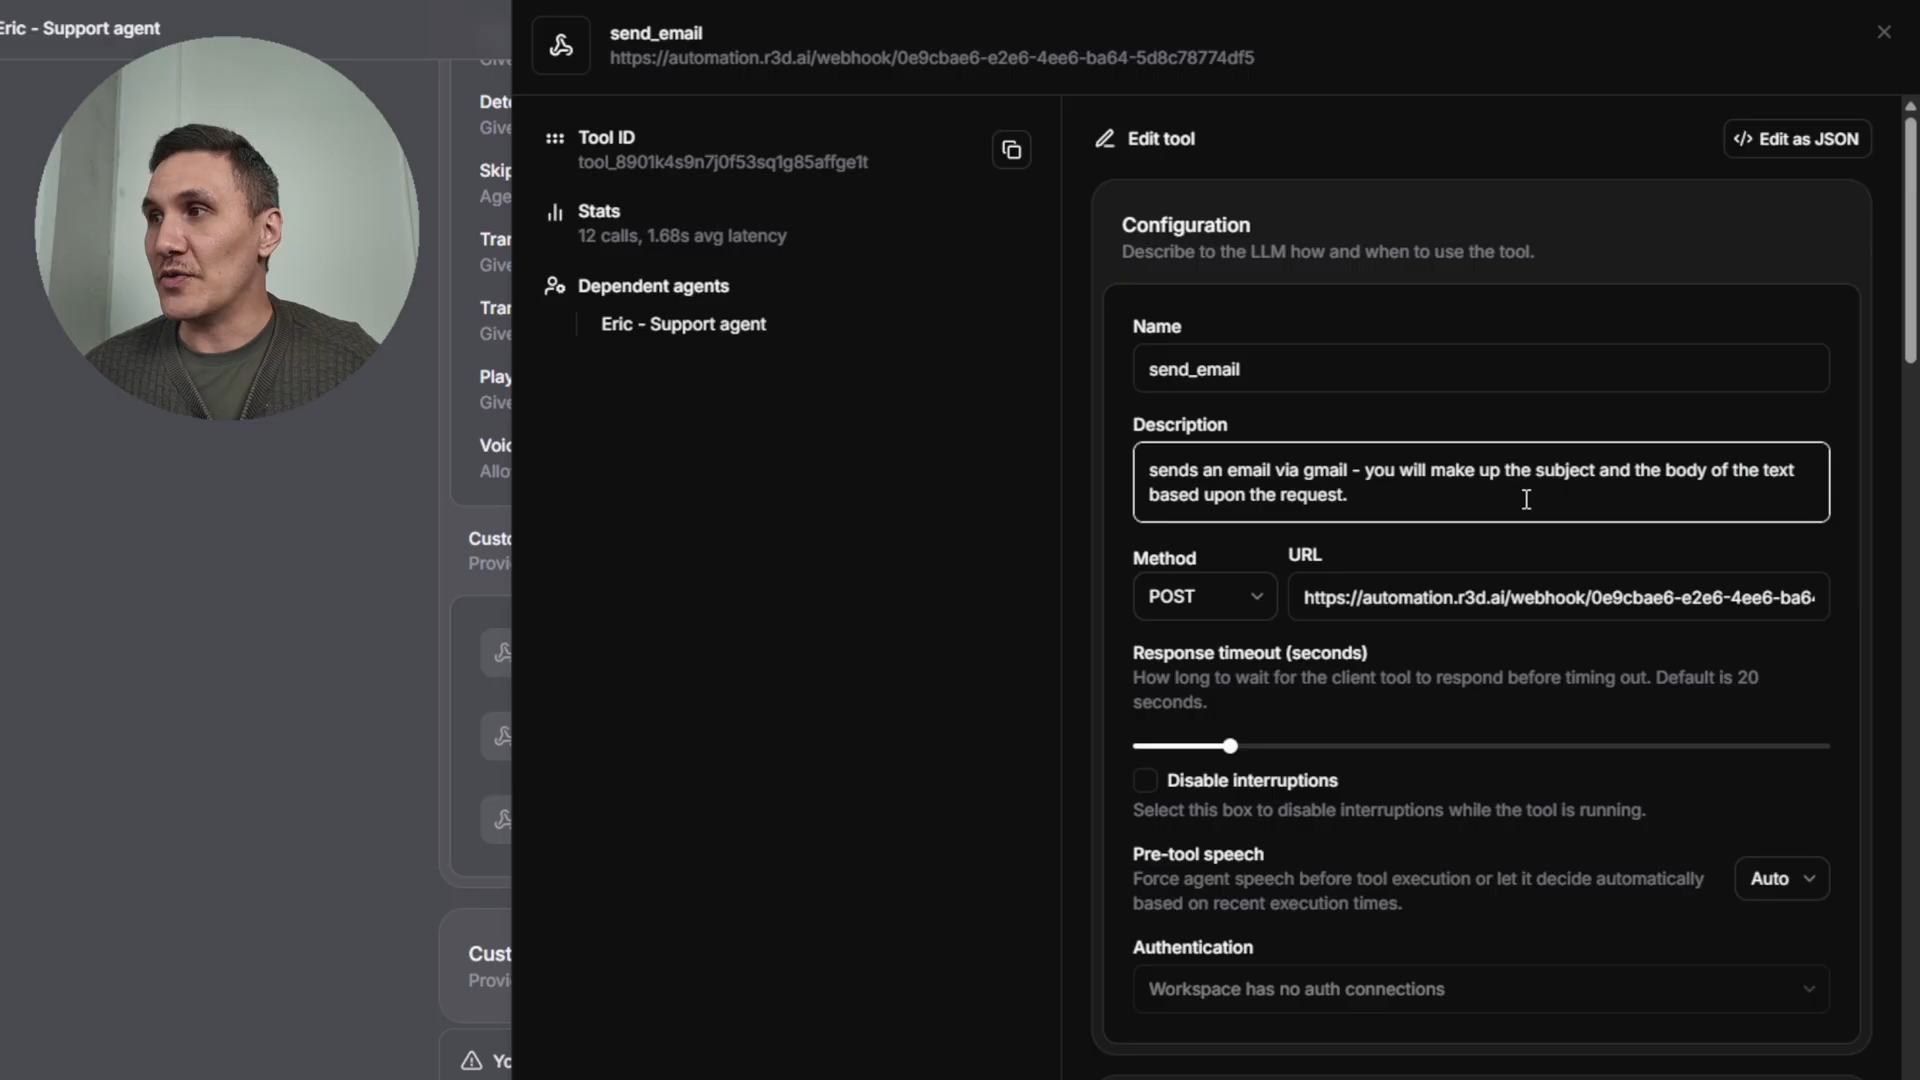 Eric - Support agent
Dete
Give
Skip
Age
Tran
Give
Tran
Give
Play
Give
Voic
Allo
Custo
Provi
Cust
Provi
Yo
send_email
https://automation.r3d.ai/webhook/0e9cbae6-e2e6-4ee6-ba64-5d8c78774df5
Tool ID
tool_8901k4s9n7j0f53sq1g85affge1t
Stats
12 calls, 1.68s avg latency
Dependent agents
Eric - Support agent
Edit tool
</> Edit as JSON
Configuration
Describe to the LLM how and when to use the tool.
Name
send_email
Description
sends an email via gmail - you will make up the subject and the body of the text
based upon the request.
Method
URL
POST
https://automation.r3d.ai/webhook/0e9cbae6-e2e6-4ee6-ba64
Response timeout (seconds)
How long to wait for the client tool to respond before timing out. Default is 20
seconds.
Disable interruptions
Select this box to disable interruptions while the tool is running.
Pre-tool speech
Force agent speech before tool execution or let it decide automatically
based on recent execution times.
Auto
Authentication
Workspace has no auth connections